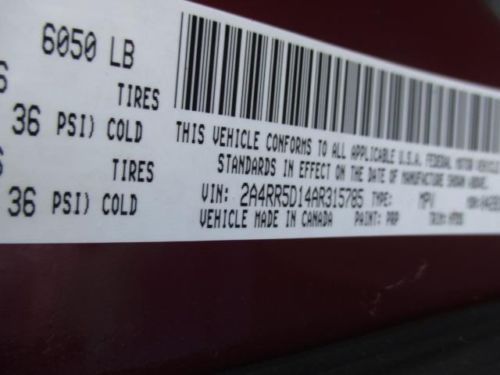 6050 LB
TIRES
36 PSI) COLD
TIRES
36 PSI) COLD
THIS VEHICLE CONFORMS TO ALL APPLICABLE U.S.A. FEDERAL MOTOR
STANDARDS IN EFFECT ON THE DATE OF MANUFACTURE SHOWN ABOVE.
VIN: 2A4RR5D14AR315785 TYPE: MPV
VEHICLE MADE IN CANADA PAINT: PRP